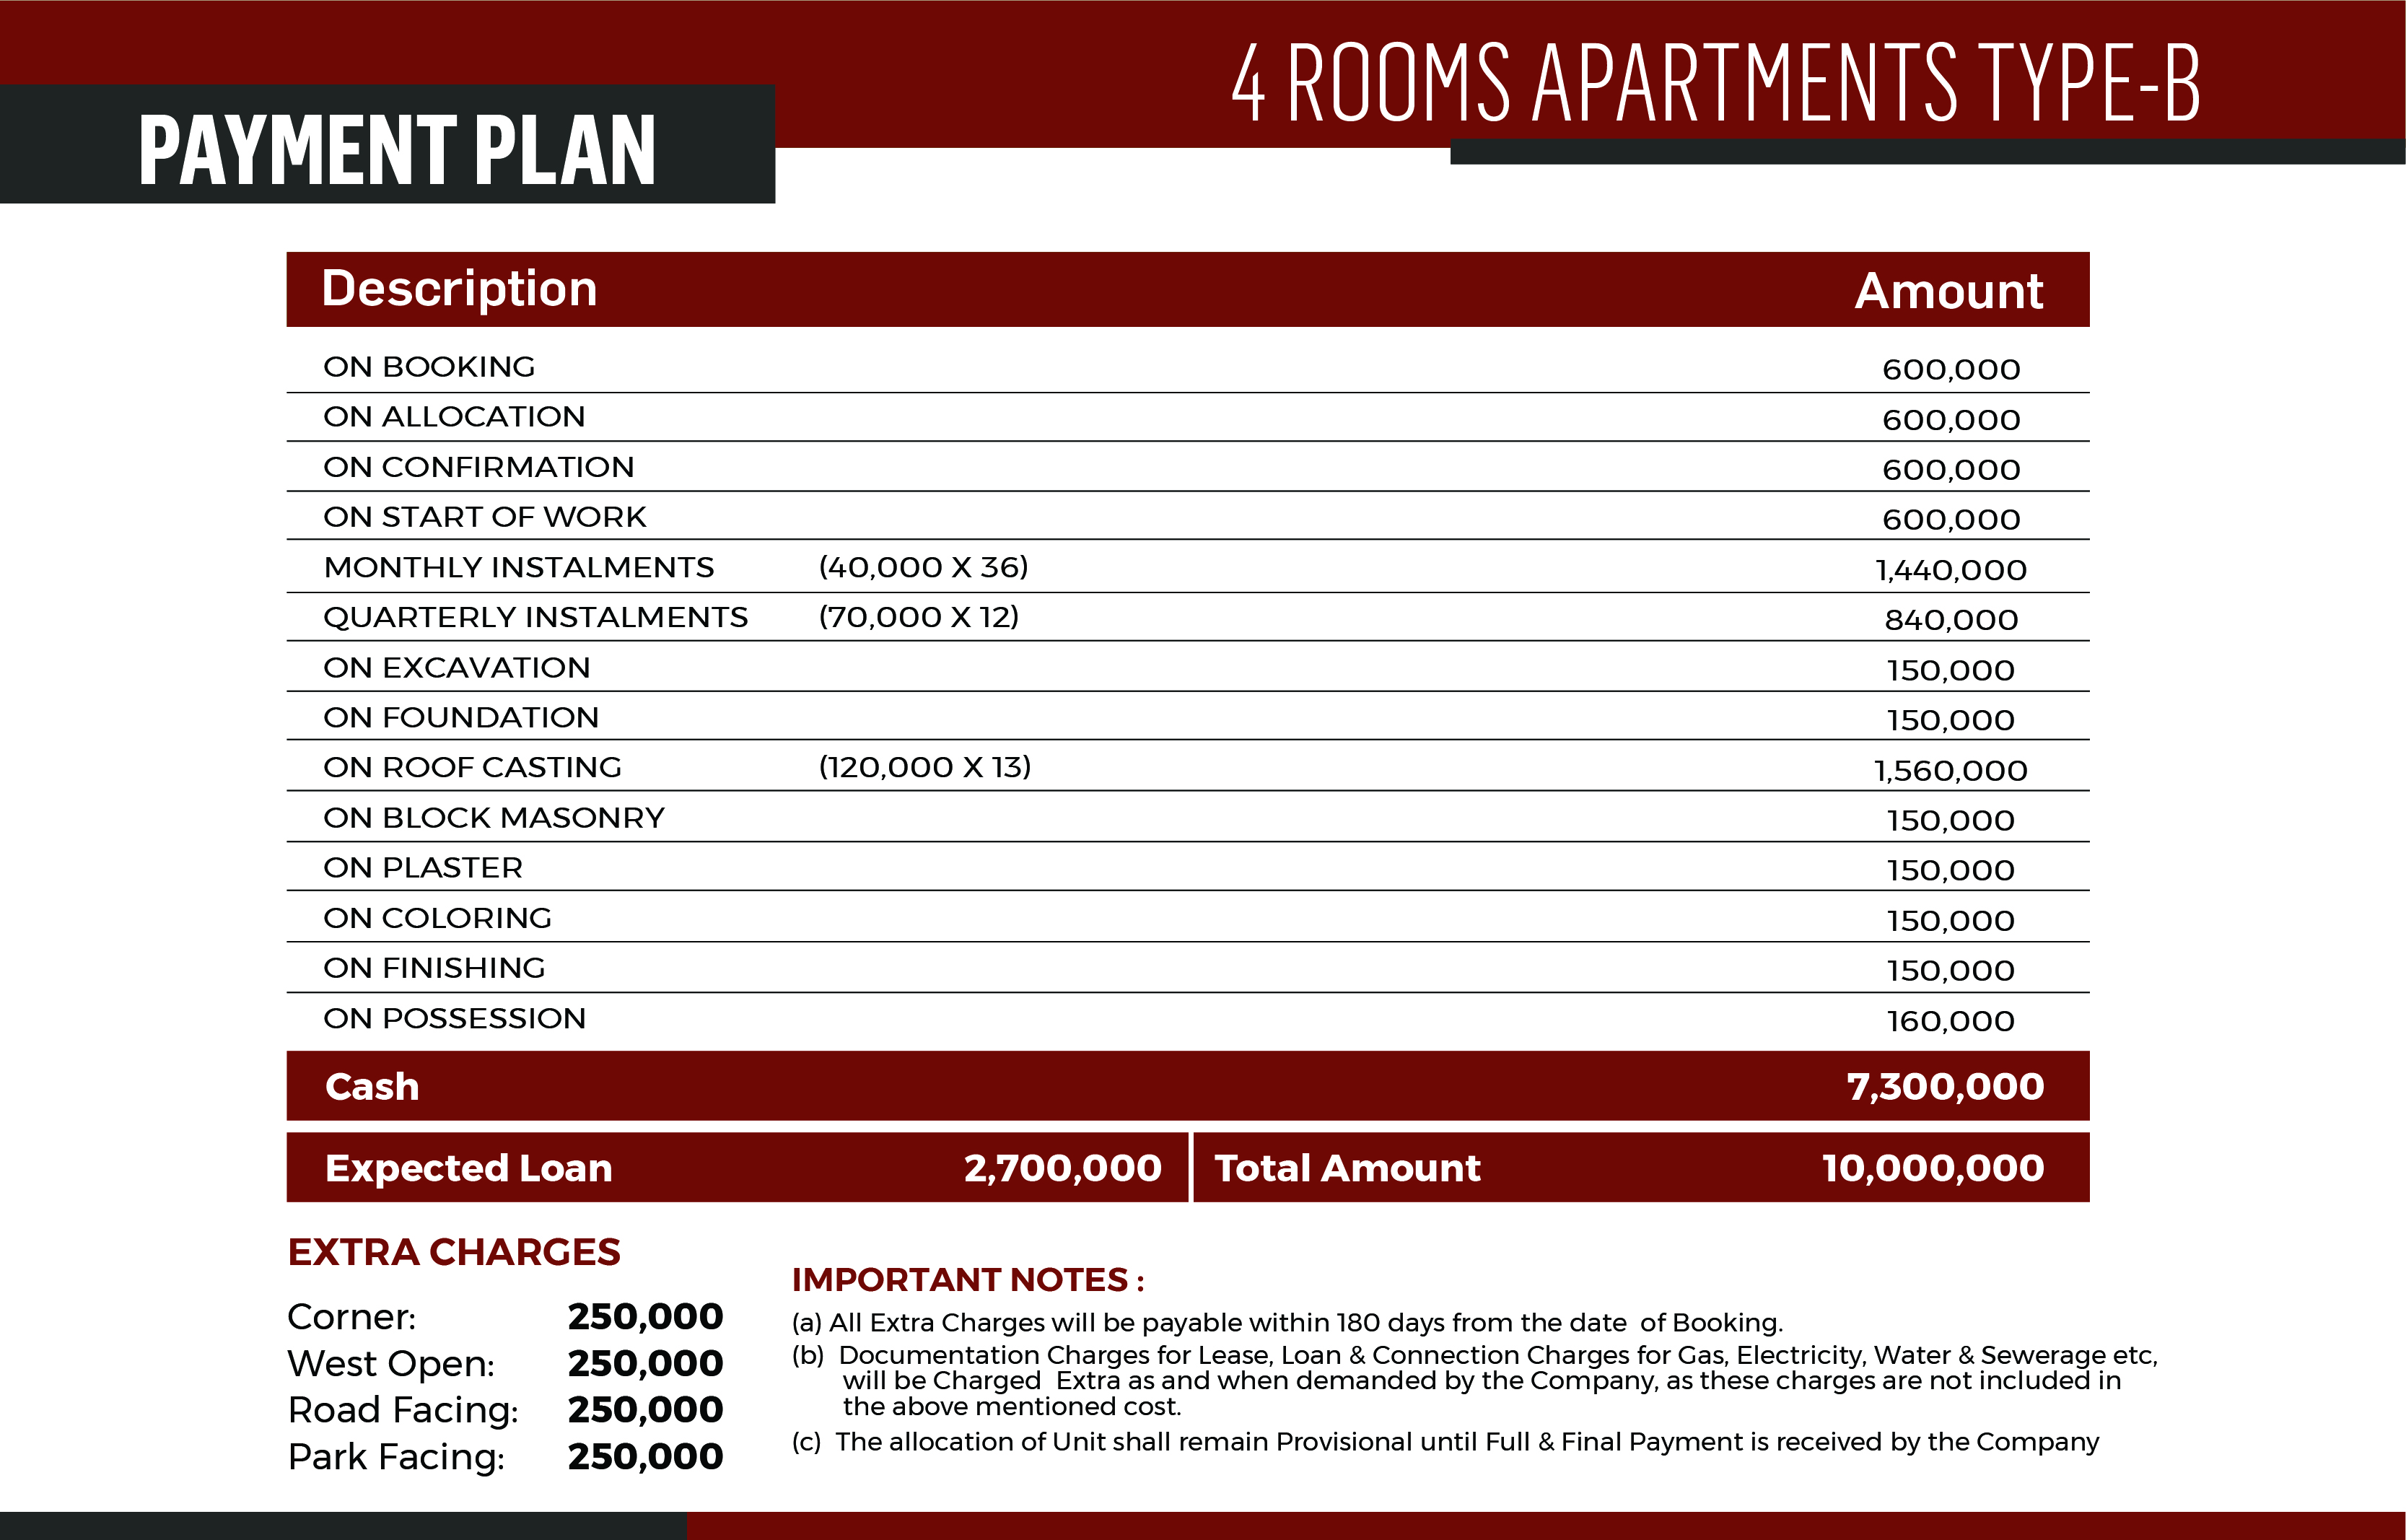 4 ROOMS APARTMENTS TYPE-B
PAYMENT PLAN
Description Amount
ON BOOKING 600,000
ON ALLOCATION 600,000
ON CONFIRMATION 600,000
ON START OF WORK 600,000
MONTHLY INSTALMENTS (40,000 X 36) 1,440,000
QUARTERLY INSTALMENTS (70,000 X 12) 840,000
ON EXCAVATION 150,000
ON FOUNDATION 150,000
ON ROOF CASTING (120,000 X 13) 1,560,000
ON BLOCK MASONRY 150,000
ON PLASTER 150,000
ON COLORING 150,000
ON FINISHING 150,000
ON POSSESSION 160,000
Cash 7,300,000
Expected Loan 2,700,000 Total Amount 10,000,000
EXTRA CHARGES
Corner: 250,000
West Open: 250,000
Road Facing: 250,000
Park Facing: 250,000
IMPORTANT NOTES :
(a) All Extra Charges will be payable within 180 days from the date of Booking.
(b) Documentation Charges for Lease, Loan & Connection Charges for Gas, Electricity, Water & Sewerage etc,
will be Charged Extra as and when demanded by the Company, as these charges are not included in
the above mentioned cost.
(c) The allocation of Unit shall remain Provisional until Full & Final Payment is received by the Company